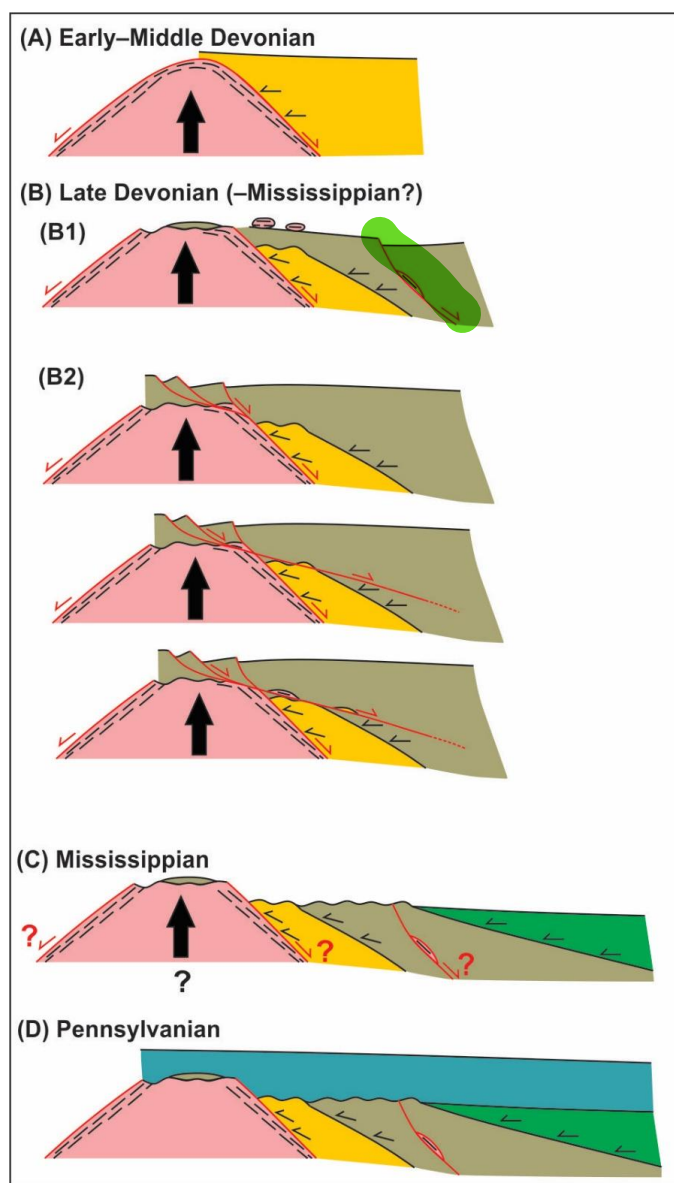 (A) Early–Middle Devonian
(B) Late Devonian (–Mississippian?)
(B1)
(B2)
(C) Mississippian
?
?
?
?
(D) Pennsylvanian